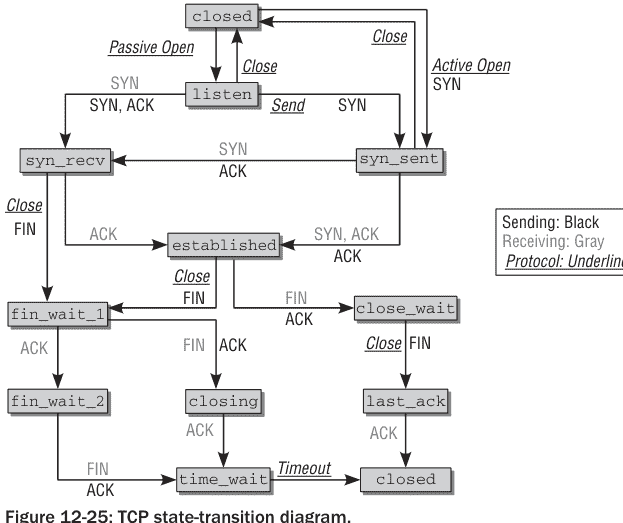 closed
Passive Open
Close
Close
Active Open
SYN
listen
SYN
SYN, ACK
Send SYN
syn_recv
SYN
ACK
syn_sent
Close
FIN
ACK
established
SYN, ACK
ACK
Close
FIN
FIN
ACK
Sending: Black
Receiving: Gray
Protocol: Underline
fin_wait_1
close_wait
ACK
FIN ACK
Close FIN
fin_wait_2
closing
last_ack
ACK
ACK
FIN
ACK
time_wait
Timeout
closed
Figure 12-25: TCP state-transition diagram.